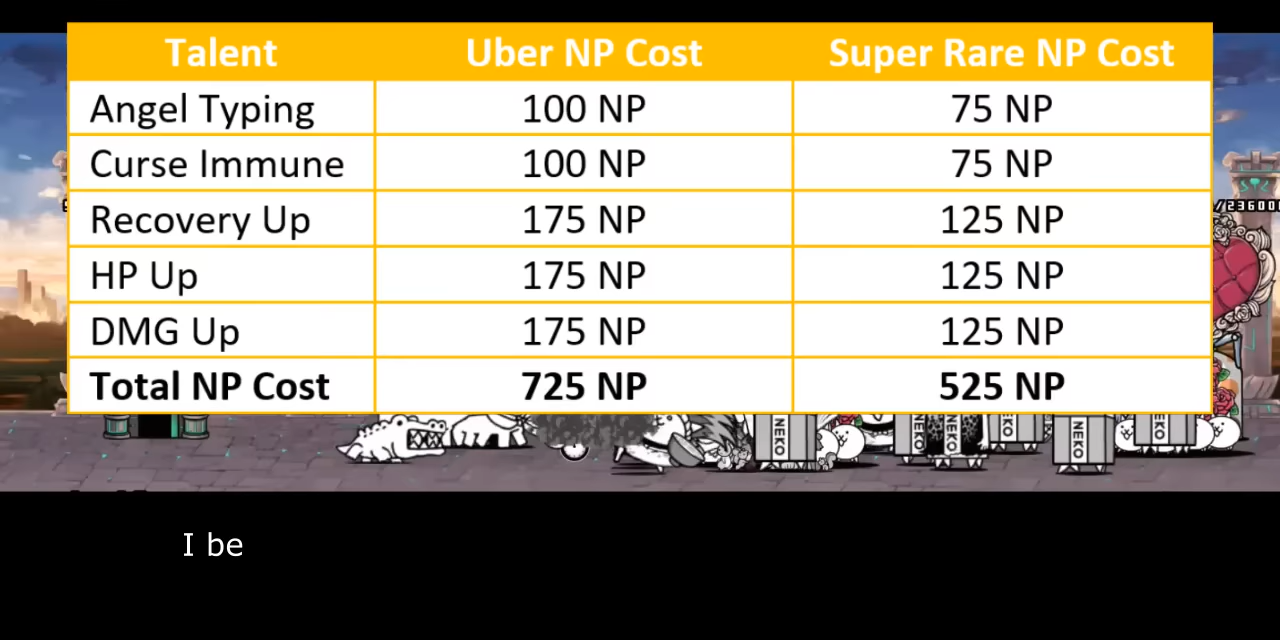 Talent Uber NP Cost Super Rare NP Cost
Angel Typing 100 NP 75 NP
Curse Immune 100 NP 75 NP
Recovery Up 175 NP 125 NP
HP Up 175 NP 125 NP
DMG Up 175 NP 125 NP
Total NP Cost 725 NP 525 NP
NEKO
NEKO
NEKO
NEKO
NEKO
NEKO
I be